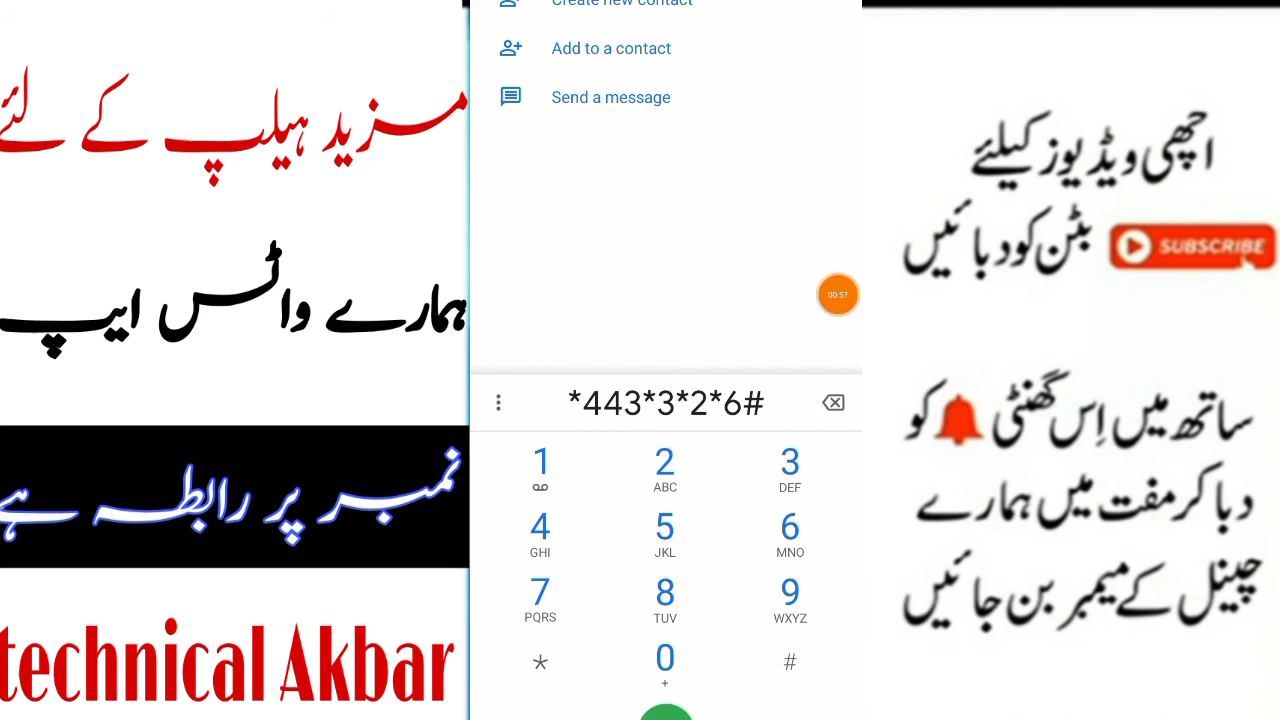 مزید ہیلپ کے لئے
ہمارے واٹس ایپ
نمبر پر رابطہ ہے
technical Akbar
Create new contact
Add to a contact
Send a message
00:57
*443*3*2*6#
1 2 3
ABC DEF
4 5 6
GHI JKL MNO
7 8 9
PQRS TUV WXYZ
* 0 #
+
اچھی ویڈیوز کیلئے
SUBSCRIBE بٹن کو دبائیں
ساتھ میں اِس گھنٹی کو
دبا کر مفت میں ہمارے
چینل کے میمبر بن جائیں